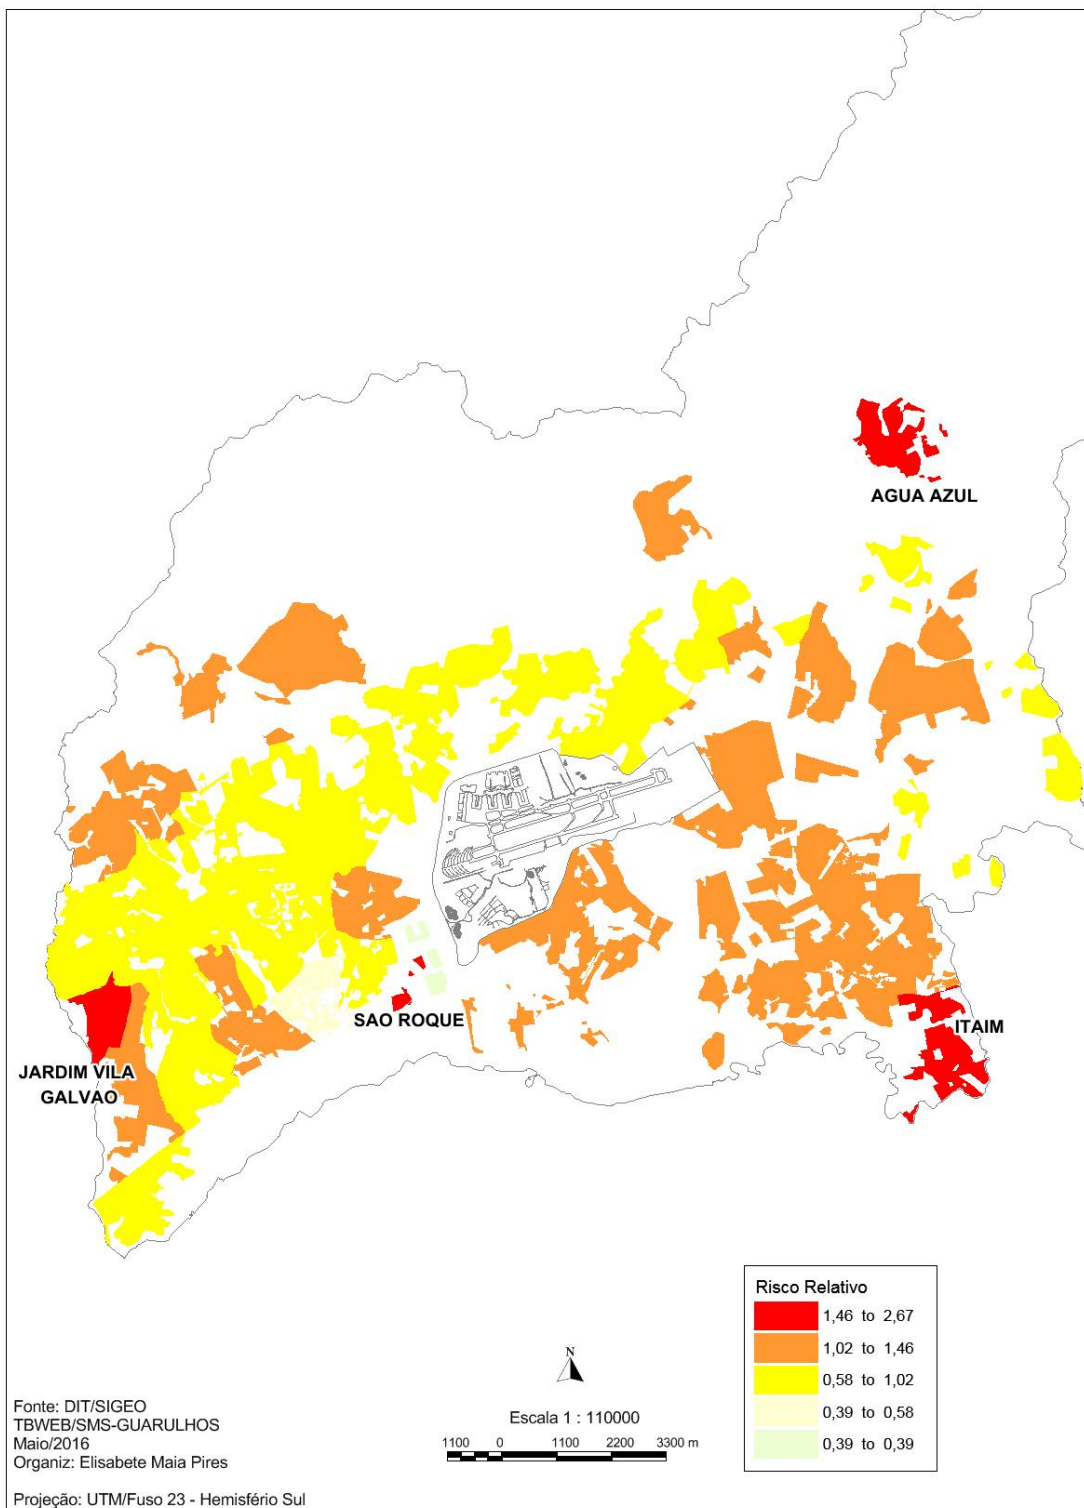 AGUA AZUL
SAO ROQUE
ITAIM
JARDIM VILA
GALVAO
Risco Relativo
1,46 to 2,67
1,02 to 1,46
0,58 to 1,02
0,39 to 0,58
0,39 to 0,39
N
Escala 1 : 110000
1100 0 1100 2200 3300 m
Fonte: DIT/SIGEO
TBWEB/SMS-GUARULHOS
Maio/2016
Organiz: Elisabete Maia Pires
Projeção: UTM/Fuso 23 - Hemisfério Sul